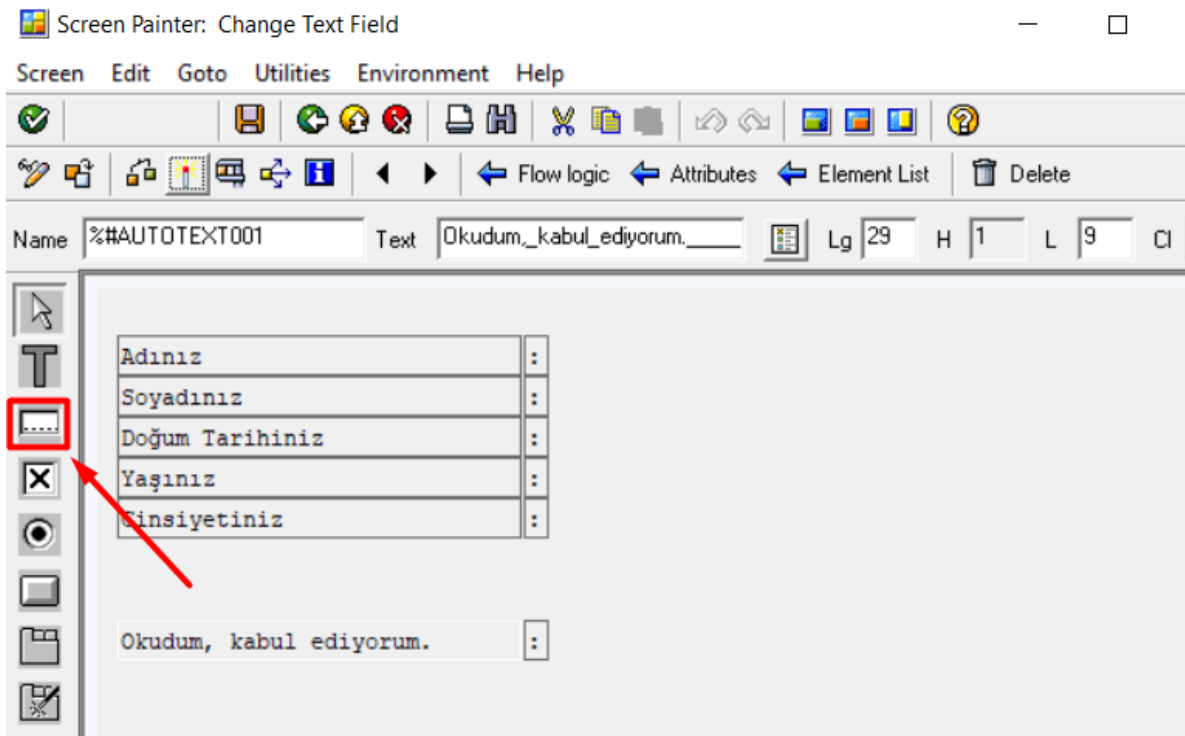 Screen Painter: Change Text Field
Screen Edit Goto Utilities Environment Help
Flow logic Attributes Element List Delete
Name %#AUTOTEXT001 Text Okudum,_kabul_ediyorum._____ Lg 29 H 1 L 9 Cl
Adınız :
Soyadınız :
Doğum Tarihiniz :
Yaşınız :
Cinsiyetiniz :
Okudum, kabul ediyorum. :